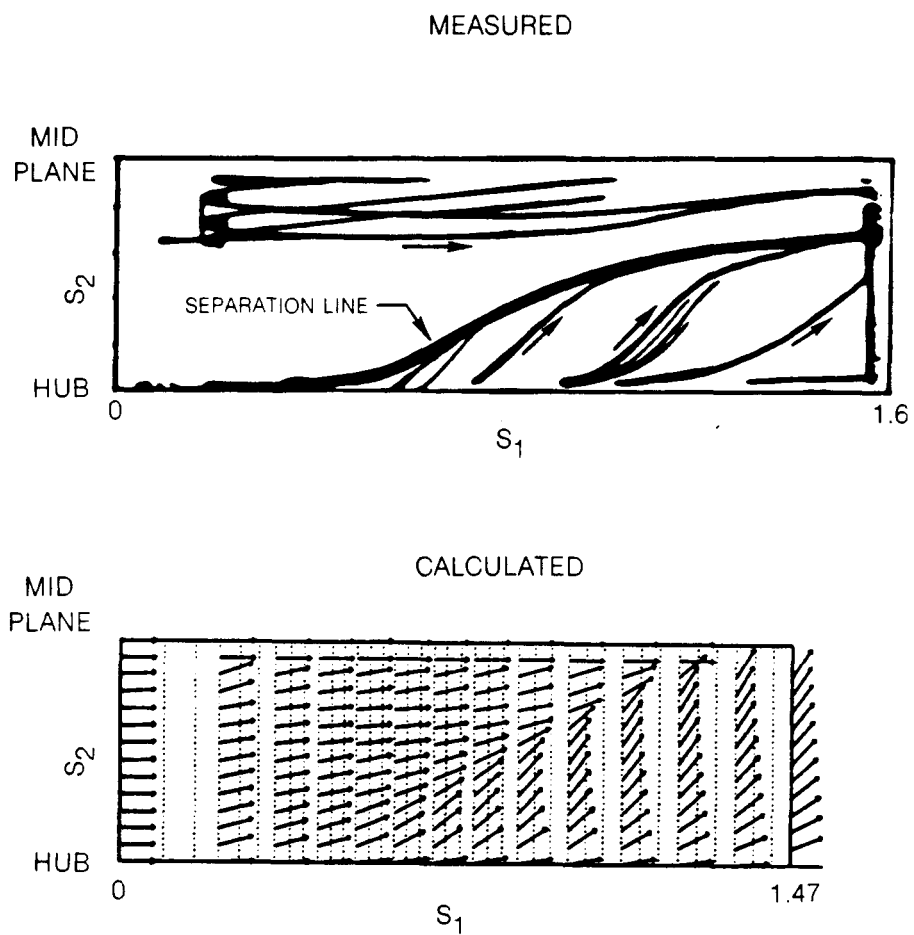 MEASURED
MID
PLANE
S2
SEPARATION LINE
HUB
0
1.6
S1
CALCULATED
MID
PLANE
S2
HUB
0
1.47
S1